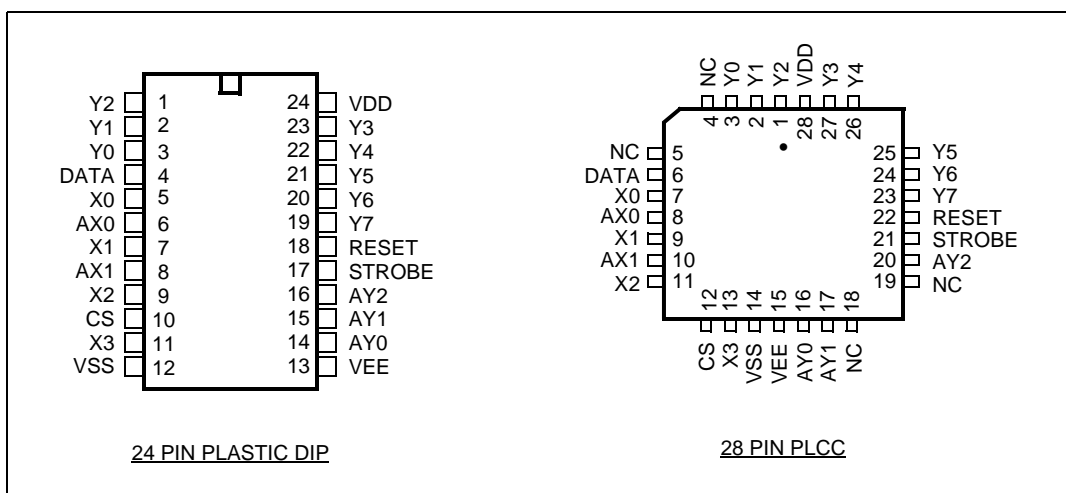 Y2 1 24 VDD
Y1 2 23 Y3
Y0 3 22 Y4
DATA 4 21 Y5
X0 5 20 Y6
AX0 6 19 Y7
X1 7 18 RESET
AX1 8 17 STROBE
X2 9 16 AY2
CS 10 15 AY1
X3 11 14 AY0
VSS 12 13 VEE
24 PIN PLASTIC DIP
NC Y0 Y1 Y2 VDD Y3 Y4
4 3 2 1 28 27 26
NC 5 25 Y5
DATA 6 24 Y6
X0 7 23 Y7
AX0 8 22 RESET
X1 9 21 STROBE
AX1 10 20 AY2
X2 11 19 NC
12 13 14 15 16 17 18
CS X3 VSS VEE AY0 AY1 NC
28 PIN PLCC